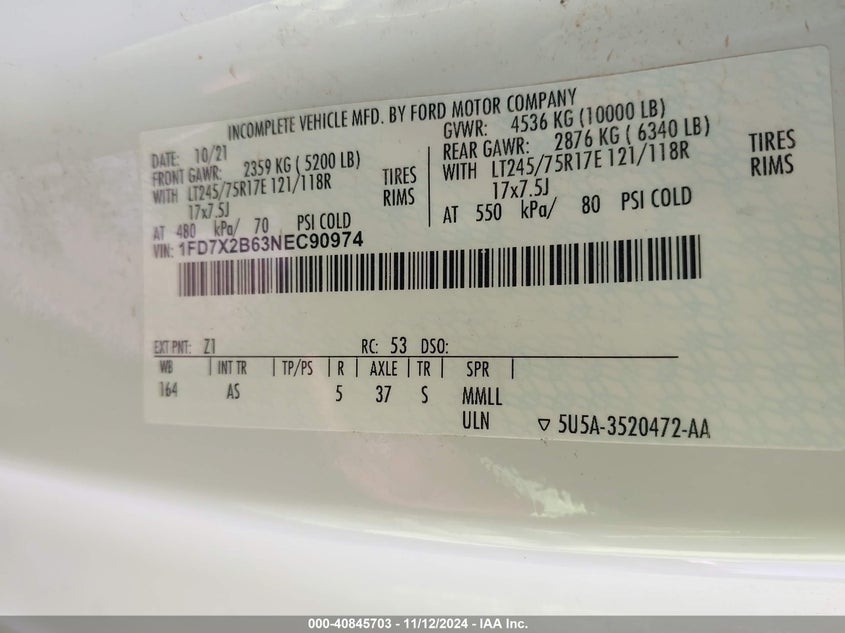 INCOMPLETE VEHICLE MFD. BY FORD MOTOR COMPANY
DATE: 10/21 GVWR: 4536 KG (10000 LB)
FRONT GAWR: 2359 KG ( 5200 LB) REAR GAWR: 2876 KG ( 6340 LB)
WITH LT245/75R17E 121/118R TIRES WITH LT245/75R17E 121/118R TIRES
17x7.5J RIMS 17x7.5J RIMS
AT 480 kPa/ 70 PSI COLD AT 550 kPa/ 80 PSI COLD
VIN: 1FD7X2B63NEC90974
EXT PNT: Z1 RC: 53 DSO:
WB | INT TR | TP/PS | R | AXLE | TR | SPR |
164 AS 5 37 S MMLL
ULN ▽ 5U5A-3520472-AA
000-40845703 - 11/12/2024 - IAA Inc.